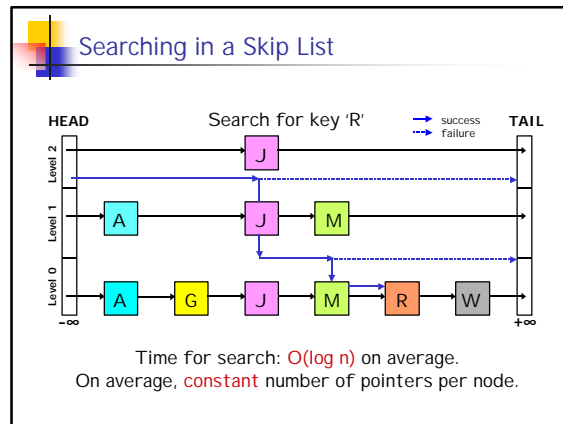 Searching in a Skip List
HEAD
Search for key 'R'
success
failure
TAIL
Level 2
J
Level 1
A
J
M
Level 0
A
G
J
M
R
W
-∞
+∞
Time for search: O(log n) on average.
On average, constant number of pointers per node.